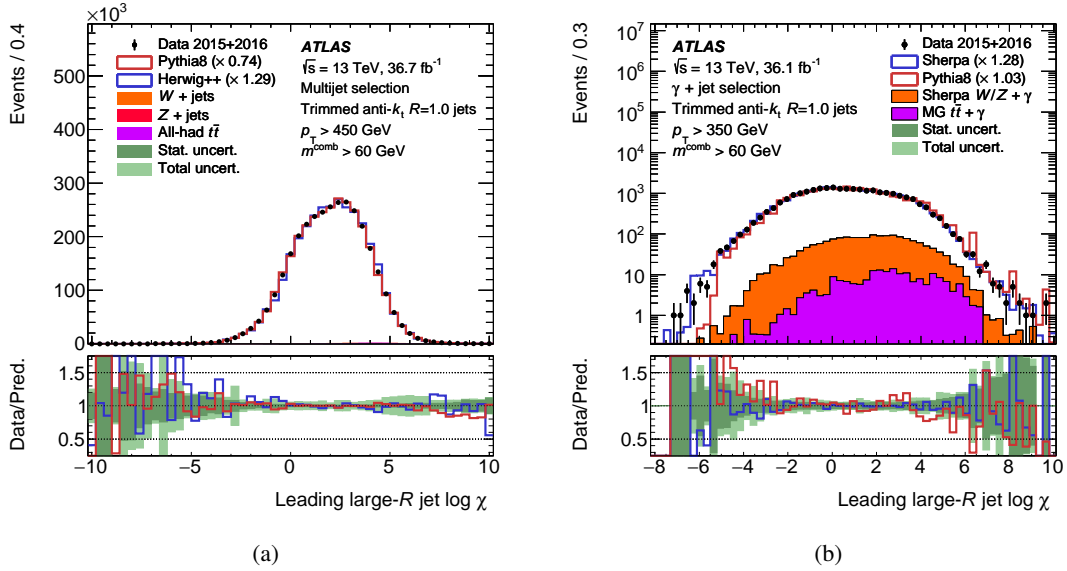 ×10³
Events / 0.4
600
500
400
300
200
100
0
Data 2015+2016
Pythia8 (× 0.74)
Herwig++ (× 1.29)
W + jets
Z + jets
All-had tt̄
Stat. uncert.
Total uncert.
ATLAS
√s = 13 TeV, 36.7 fb⁻¹
Multijet selection
Trimmed anti-kₜ R=1.0 jets
p_T > 450 GeV
m^comb > 60 GeV
Data/Pred.
1.5
1
0.5
−10 −5 0 5 10
Leading large-R jet log χ
(a)
Events / 0.3
10⁷
10⁶
10⁵
10⁴
10³
10²
10
1
ATLAS
√s = 13 TeV, 36.1 fb⁻¹
γ + jet selection
Trimmed anti-kₜ R=1.0 jets
p_T > 350 GeV
m^comb > 60 GeV
Data 2015+2016
Sherpa (× 1.28)
Pythia8 (× 1.03)
Sherpa W/Z + γ
MG tt̄ + γ
Stat. uncert.
Total uncert.
Data/Pred.
1.5
1
0.5
−8 −6 −4 −2 0 2 4 6 8 10
Leading large-R jet log χ
(b)